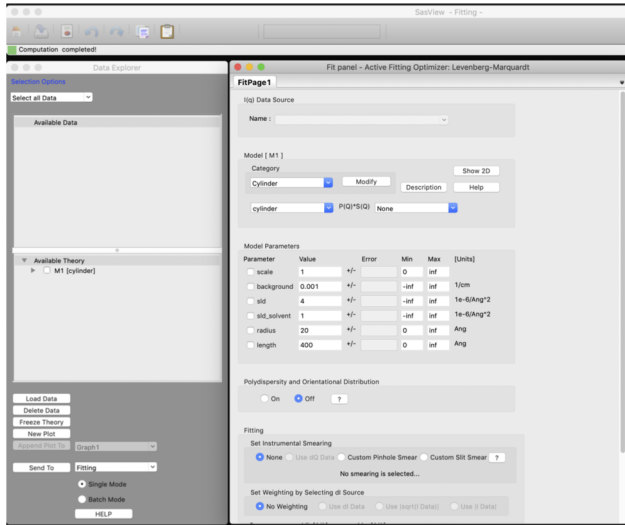 SasView - Fitting -
Computation completed!
Data Explorer
Selection Options
Select all Data
Available Data
Available Theory
M1 [cylinder]
Load Data
Delete Data
Freeze Theory
New Plot
Append Plot To Graph1
Send To Fitting
Single Mode
Batch Mode
HELP
Fit panel - Active Fitting Optimizer: Levenberg-Marquardt
FitPage1
I(q) Data Source
Name :
Model [ M1 ]
Category
Show 2D
Cylinder Modify Description Help
cylinder P(Q)*S(Q) None
Model Parameters
Parameter Value Error Min Max [Units]
scale 1 +/- 0 inf
background 0.001 +/- -inf inf 1/cm
sld 4 +/- -inf inf 1e-6/Ang^2
sld_solvent 1 +/- -inf inf 1e-6/Ang^2
radius 20 +/- 0 inf Ang
length 400 +/- 0 inf Ang
Polydispersity and Orientational Distribution
On Off ?
Fitting
Set Instrumental Smearing
None Use dQ Data Custom Pinhole Smear Custom Slit Smear ?
No smearing is selected...
Set Weighting by Selecting dI Source
No Weighting Use dI Data Use |sqrt(I Data)| Use |I Data|